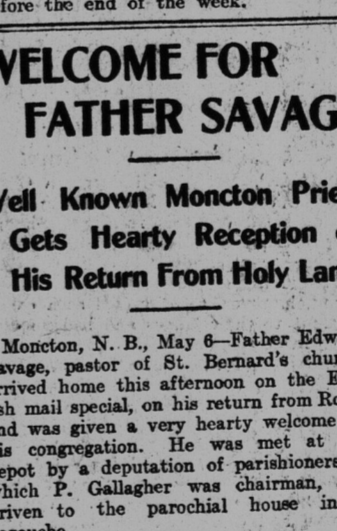 fore the end of the week.
WELCOME FOR
FATHER SAVAG
Well Known Moncton Prie
Gets Hearty Reception
His Return From Holy Lan
Moncton, N. B., May 6—Father Edw
avage, pastor of St. Bernard's chur
rrived home this afternoon on the E
sh mail special, on his return from Ro
nd was given a very hearty welcome
is congregation. He was met at
epot by a deputation of parishioners
which P. Gallagher was chairman,
riven to the parochial house in